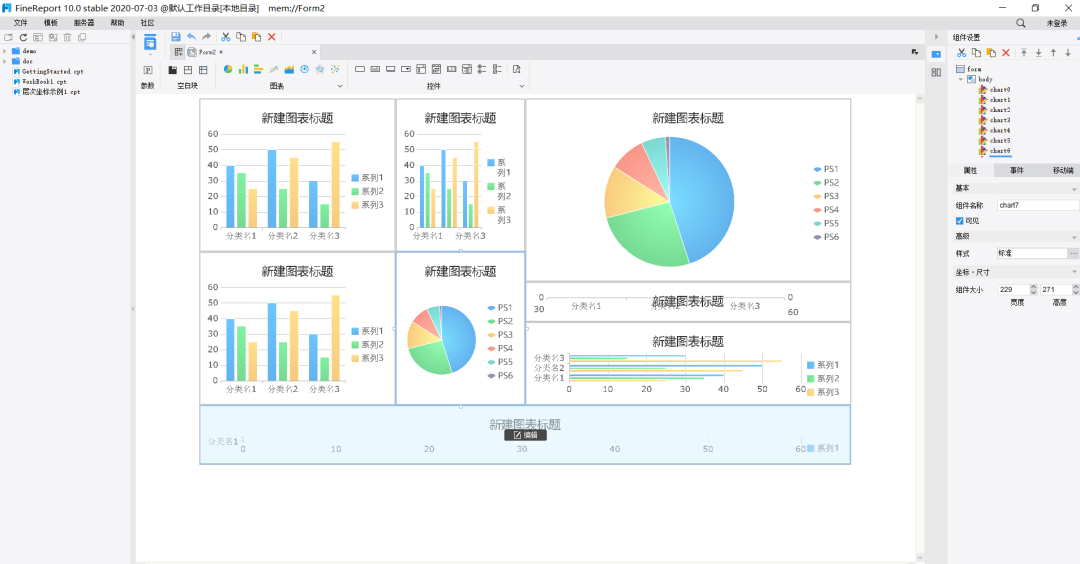 FineReport 10.0 stable 2020-07-03 @默认工作目录[本地目录] mem://Form2
文件 模板 服务器 帮助 社区
未登录
demo
doc
GettingStarted.cpt
WorkBook1.cpt
层次坐标示例1.cpt
Form2 *
参数 空白块 图表 控件
新建图表标题
60
50
40
30
20
10
0
分类名1 分类名2 分类名3
系列1
系列2
系列3
新建图表标题
60
50
40
30
20
10
0
分类名1 分类名3
系列1
系列2
系列3
新建图表标题
PS1
PS2
PS3
PS4
PS5
PS6
新建图表标题
60
50
40
30
20
10
0
分类名1 分类名2 分类名3
系列1
系列2
系列3
新建图表标题
PS1
PS2
PS3
PS4
PS5
PS6
0
30
新建图表标题
分类名1 分类名2 分类名3
0
60
新建图表标题
分类名3
分类名2
分类名1
0 10 20 30 40 50 60
系列1
系列2
系列3
新建图表标题
编辑
分类名1
0 10 20 30 40 50 60
系列1
组件设置
form
body
chart0
chart1
chart2
chart3
chart4
chart5
chart6
属性 事件 移动端
基本
组件名称 chart7
可见
高级
样式 标准
坐标・尺寸
组件大小 229 271
宽度 高度